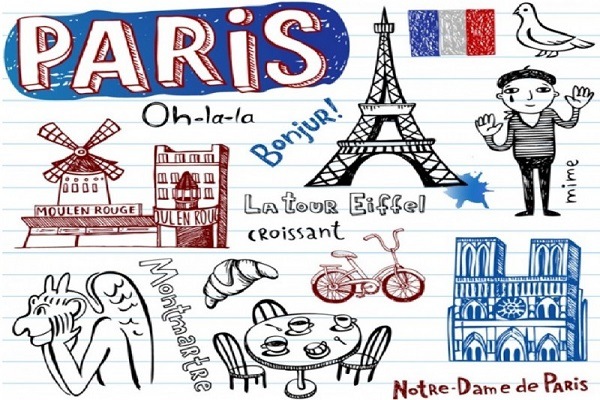 PARIS
Oh-la-la
Bonjur!
mime
MOULEN ROUGE
OULEN ROU
La tour Eiffel
croissant
Montmartre
Notre-Dame de Paris